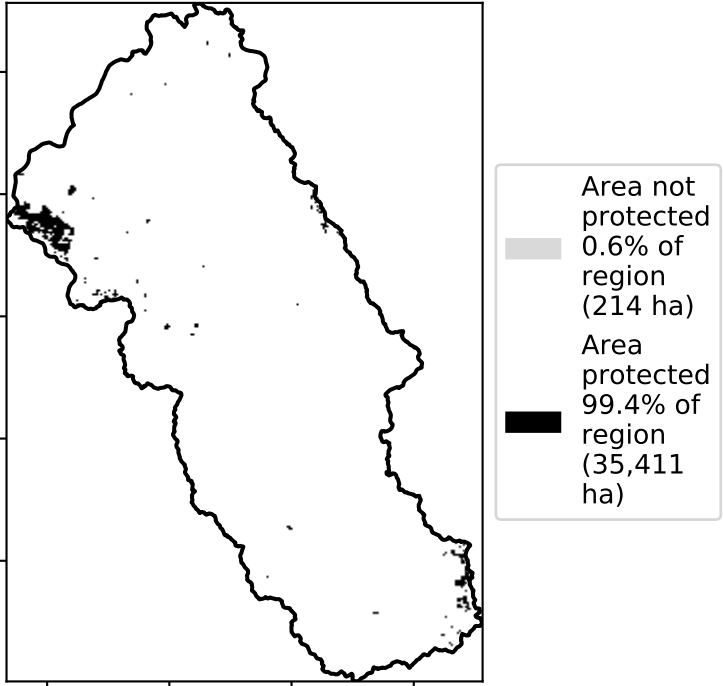 Area not
protected
0.6% of
region
(214 ha)
Area
protected
99.4% of
region
(35,411
ha)